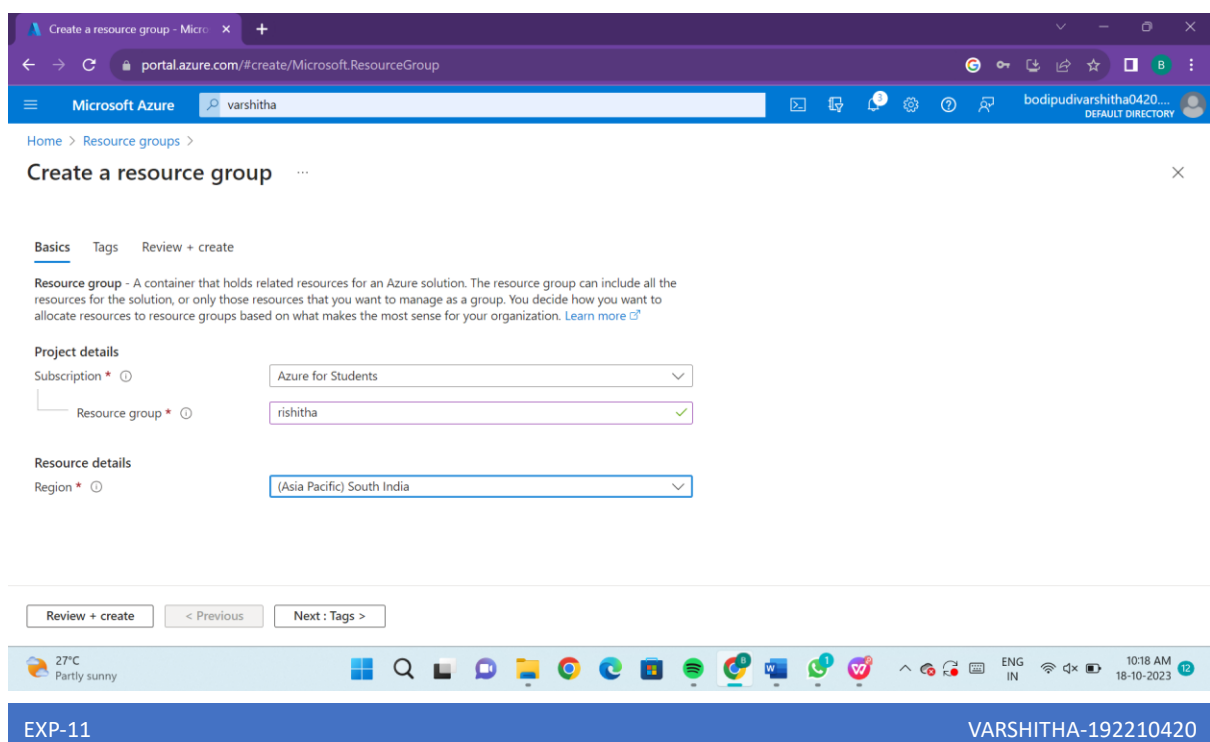 Create a resource group - Micro
portal.azure.com/#create/Microsoft.ResourceGroup
B
Microsoft Azure
varshitha
3
bodipudivarshitha0420....
DEFAULT DIRECTORY
Home > Resource groups >
Create a resource group ...
Basics Tags Review + create
Resource group - A container that holds related resources for an Azure solution. The resource group can include all the
resources for the solution, or only those resources that you want to manage as a group. You decide how you want to
allocate resources to resource groups based on what makes the most sense for your organization. Learn more
Project details
Subscription * Azure for Students
Resource group * rishitha
Resource details
Region * (Asia Pacific) South India
Review + create < Previous Next : Tags >
27°C
Partly sunny
ENG
IN
10:18 AM
18-10-2023
12
EXP-11 VARSHITHA-192210420